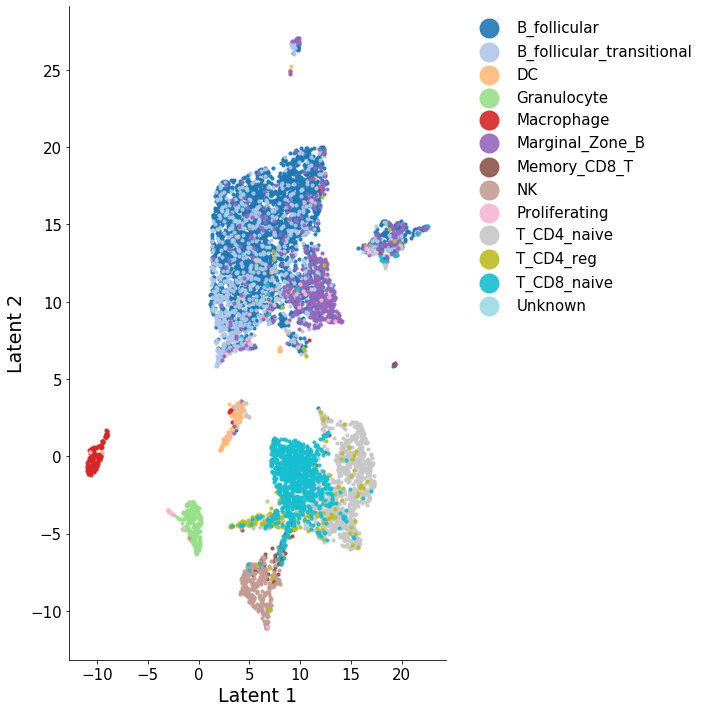 B_follicular
B_follicular_transitional
DC
Granulocyte
Macrophage
Marginal_Zone_B
Memory_CD8_T
NK
Proliferating
T_CD4_naive
T_CD4_reg
T_CD8_naive
Unknown
25
20
15
10
5
0
−5
−10
Latent 2
−10 −5 0 5 10 15 20
Latent 1